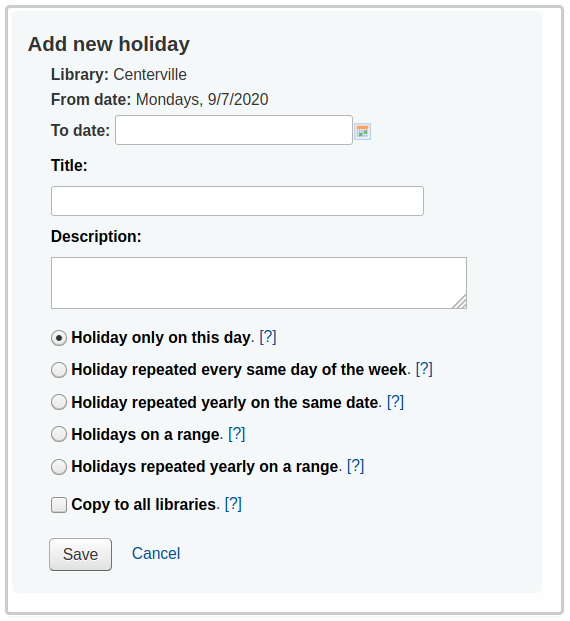 Add new holiday
Library: Centerville
From date: Mondays, 9/7/2020
To date:
Title:
Description:
Holiday only on this day. [?]
Holiday repeated every same day of the week. [?]
Holiday repeated yearly on the same date. [?]
Holidays on a range. [?]
Holidays repeated yearly on a range. [?]
Copy to all libraries. [?]
Save Cancel